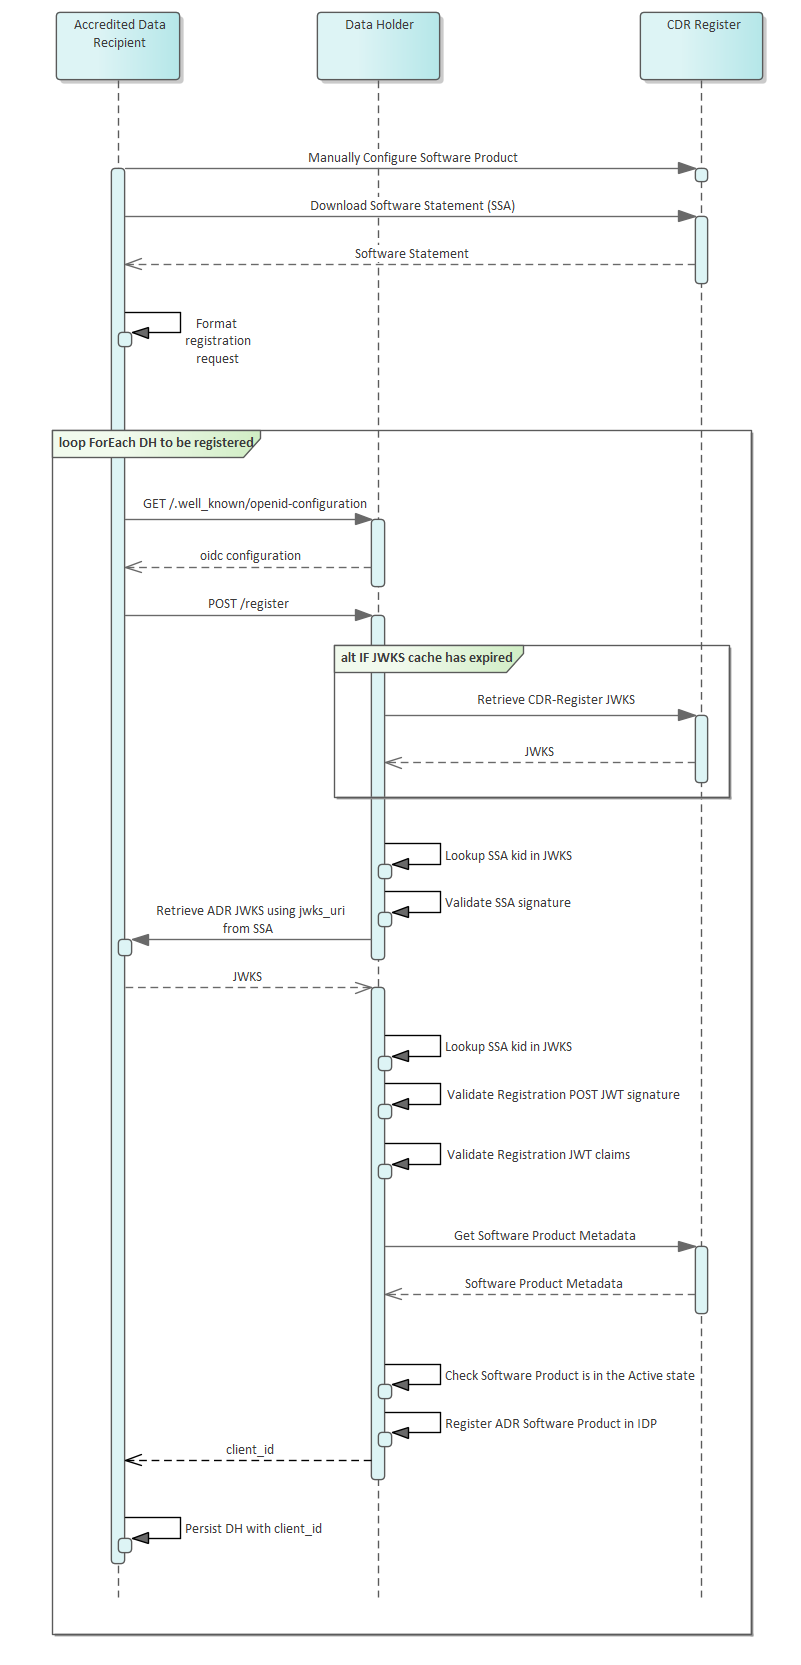 Accredited Data
Recipient
Data Holder
CDR Register
Manually Configure Software Product
Download Software Statement (SSA)
Software Statement
Format
registration
request
loop ForEach DH to be registered
GET /.well_known/openid-configuration
oidc configuration
POST /register
alt IF JWKS cache has expired
Retrieve CDR-Register JWKS
JWKS
Lookup SSA kid in JWKS
Validate SSA signature
Retrieve ADR JWKS using jwks_uri
from SSA
JWKS
Lookup SSA kid in JWKS
Validate Registration POST JWT signature
Validate Registration JWT claims
Get Software Product Metadata
Software Product Metadata
Check Software Product is in the Active state
Register ADR Software Product in IDP
client_id
Persist DH with client_id